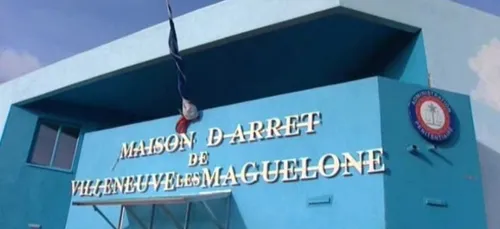 MAISON D'ARRET
DE
VILLENEUVE LES MAGUELONE